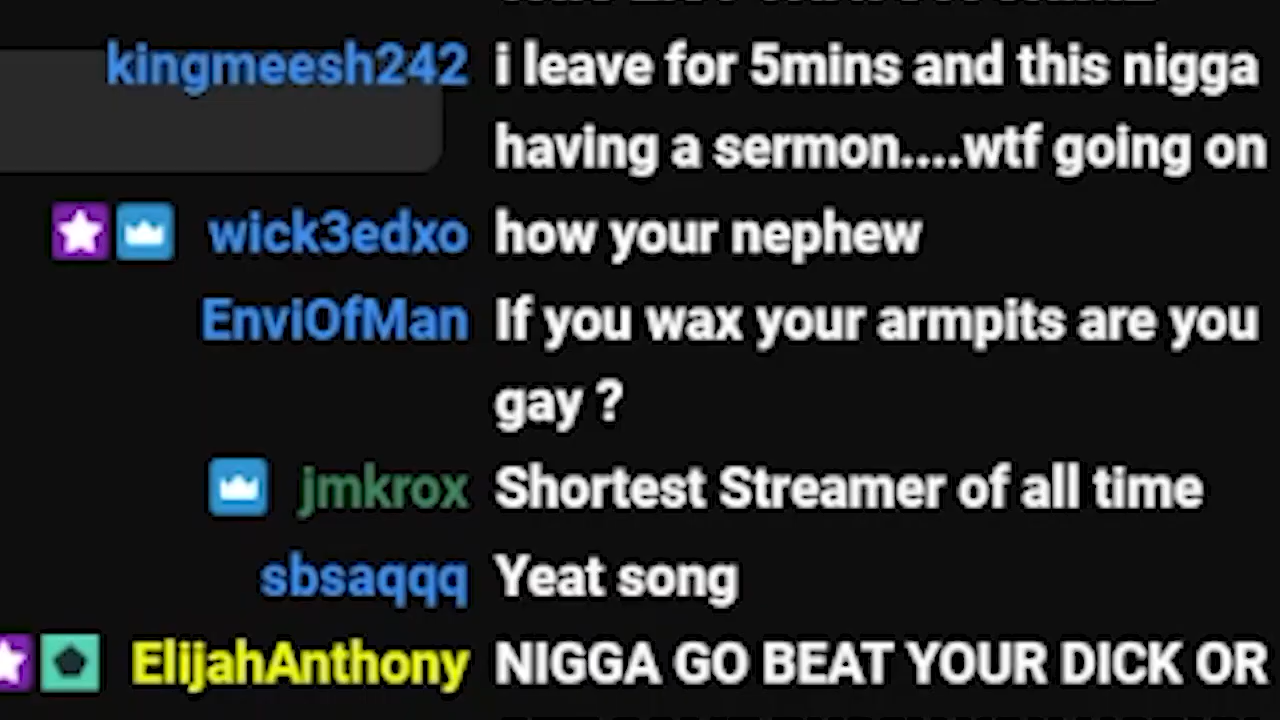 kingmeesh242 i leave for 5mins and this nigga
having a sermon....wtf going on
wick3edxo how your nephew
EnviOfMan If you wax your armpits are you
gay ?
jmkrox Shortest Streamer of all time
sbsaqqq Yeat song
ElijahAnthony NIGGA GO BEAT YOUR DICK OR